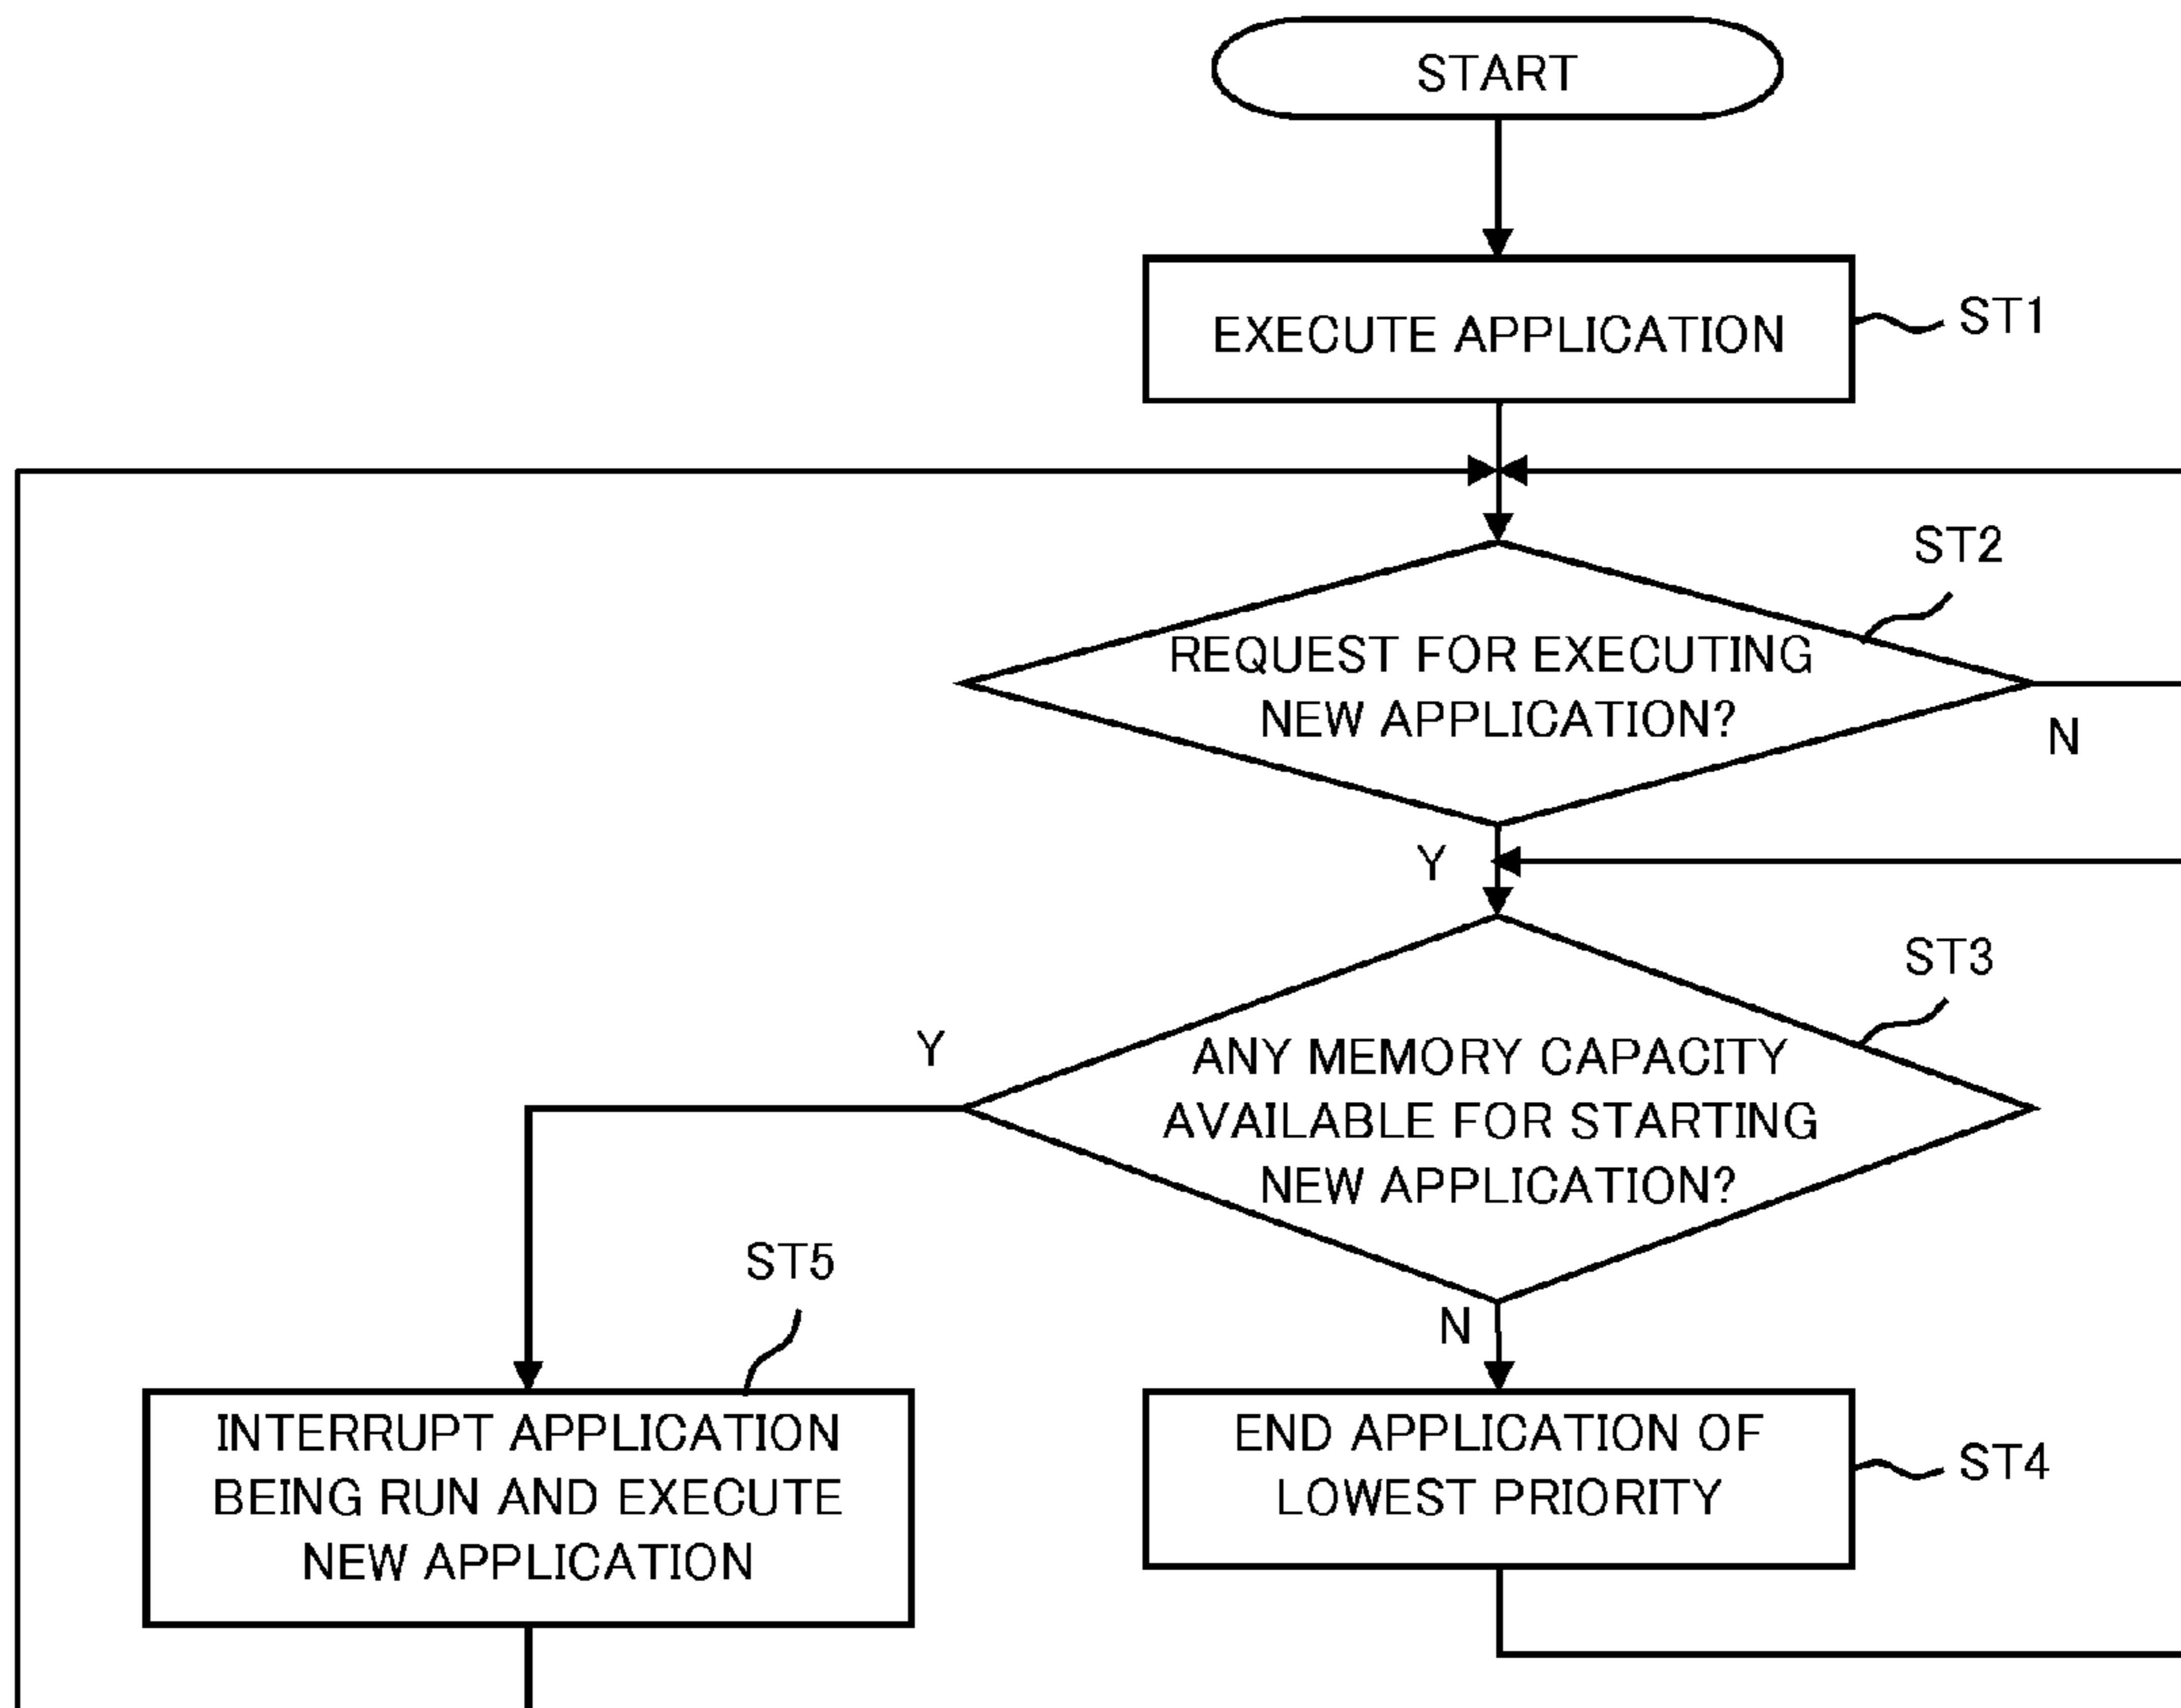 START
EXECUTE APPLICATION
ST1
ST2
REQUEST FOR EXECUTING
NEW APPLICATION?
N
Y
ST3
Y
ANY MEMORY CAPACITY
AVAILABLE FOR STARTING
NEW APPLICATION?
ST5
N
INTERRUPT APPLICATION
BEING RUN AND EXECUTE
NEW APPLICATION
END APPLICATION OF
LOWEST PRIORITY
ST4